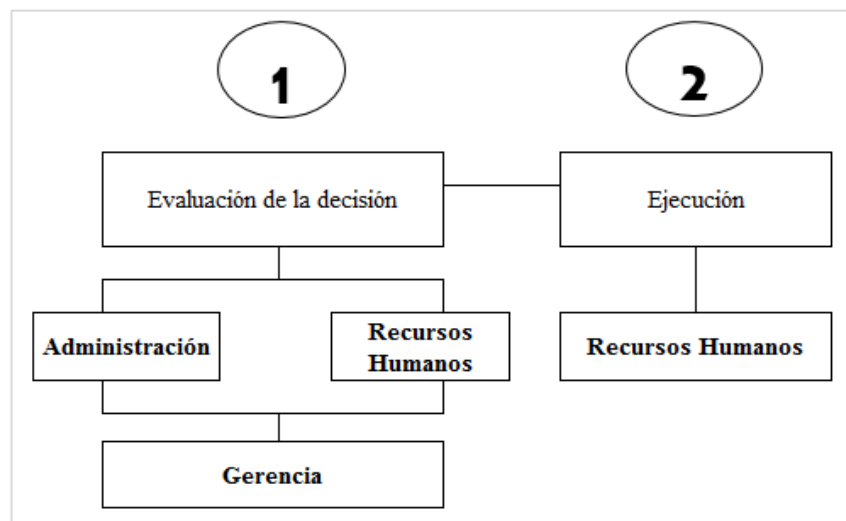 1
2
Evaluación de la decisión
Ejecución
Administración
Recursos
Humanos
Recursos Humanos
Gerencia